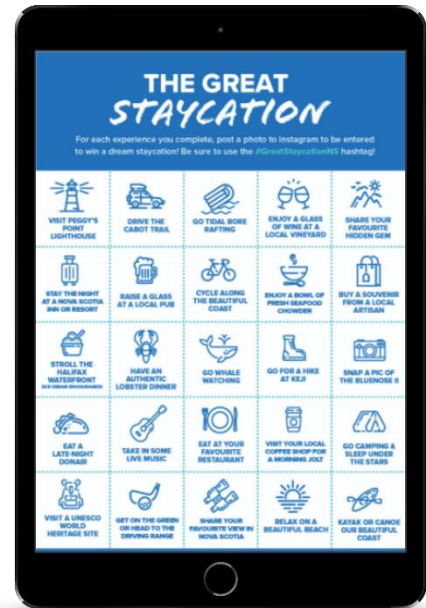 THE GREAT
STAYCATION
For each experience you complete, post a photo to Instagram to be entered
to win a dream staycation! Be sure to use the #GreatStaycationNS hashtag!
VISIT PEGGY'S
POINT
LIGHTHOUSE
DRIVE THE
CABOT TRAIL
GO TIDAL BORE
RAFTING
ENJOY A GLASS
OF WINE AT A
LOCAL VINEYARD
SHARE YOUR
FAVOURITE
HIDDEN GEM
STAY THE NIGHT
AT A NOVA SCOTIA
INN OR RESORT
RAISE A GLASS
AT A LOCAL PUB
CYCLE ALONG
THE BEAUTIFUL
COAST
ENJOY A BOWL OF
FRESH SEAFOOD
CHOWDER
BUY A SOUVENIR
FROM A LOCAL
ARTISAN
STROLL THE
HALIFAX
WATERFRONT
(ICE CREAM ENCOURAGED)
HAVE AN
AUTHENTIC
LOBSTER DINNER
GO WHALE
WATCHING
GO FOR A HIKE
AT KEJI
SNAP A PIC OF
THE BLUENOSE II
EAT A
LATE-NIGHT
DONAIR
TAKE IN SOME
LIVE MUSIC
EAT AT YOUR
FAVOURITE
RESTAURANT
VISIT YOUR LOCAL
COFFEE SHOP FOR
A MORNING JOLT
GO CAMPING &
SLEEP UNDER
THE STARS
VISIT A UNESCO
WORLD
HERITAGE SITE
GET ON THE GREEN
OR HEAD TO THE
DRIVING RANGE
SHARE YOUR
FAVOURITE VIEW IN
NOVA SCOTIA
RELAX ON A
BEAUTIFUL BEACH
KAYAK OR CANOE
OUR BEAUTIFUL
COAST